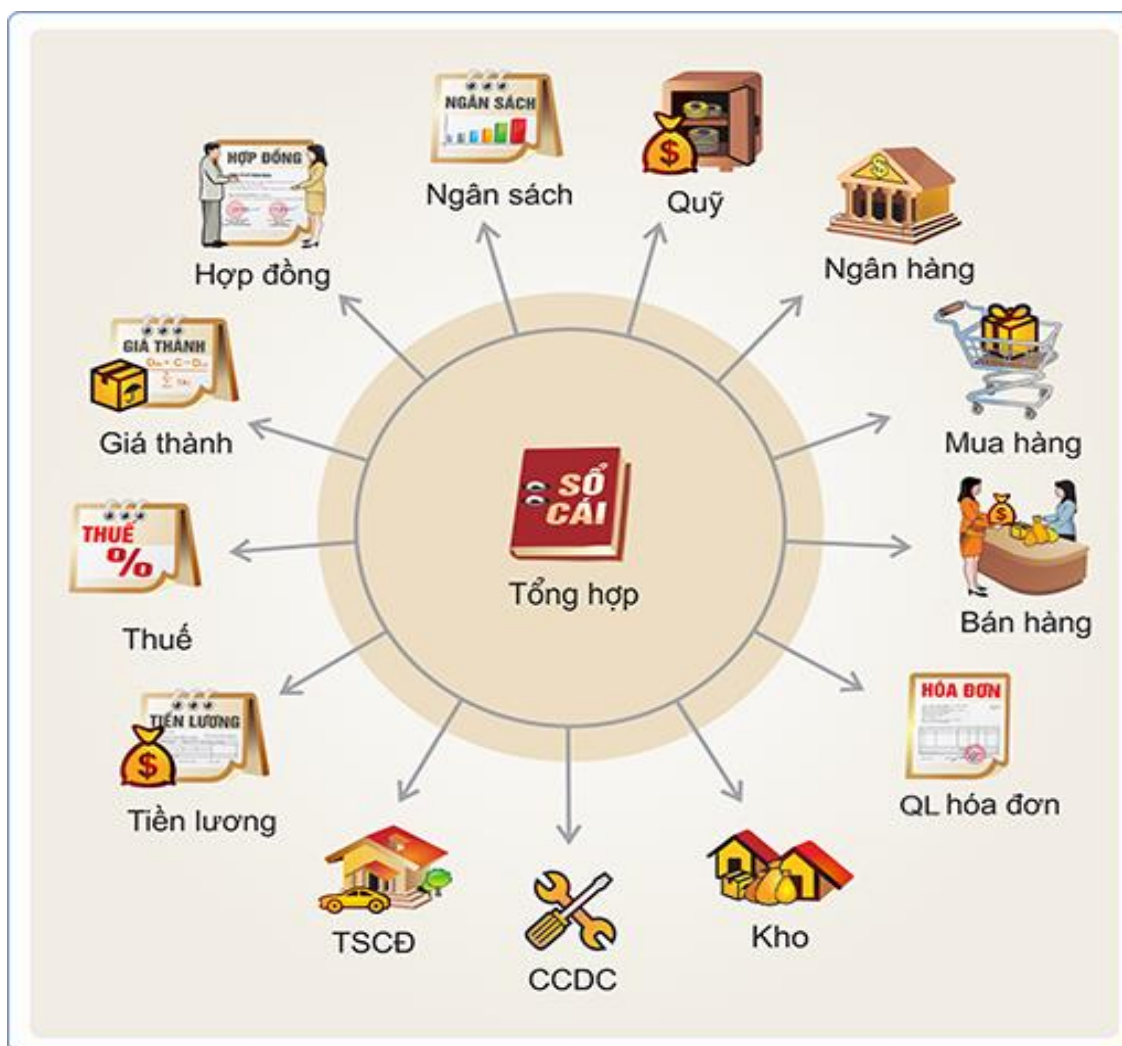 NGÂN SÁCH
Ngân sách
$
Quỹ
HỢP ĐỒNG
Hợp đồng
$
Ngân hàng
GIÁ THÀNH
Giá thành
Mua hàng
SỔ
CÁI
Tổng hợp
THUẾ
%
Thuế
$
Bán hàng
TIỀN LƯƠNG
$
Tiền lương
HÓA ĐƠN
QL hóa đơn
TSCĐ
CCDC
Kho